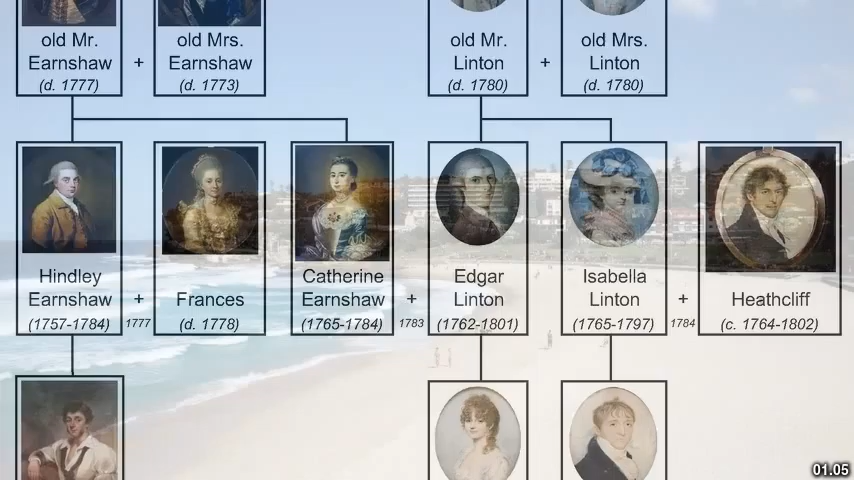 old Mr.
Earnshaw
(d. 1777)
+
old Mrs.
Earnshaw
(d. 1773)
old Mr.
Linton
(d. 1780)
+
old Mrs.
Linton
(d. 1780)
Hindley
Earnshaw
(1757-1784)
+
1777
Frances
(d. 1778)
Catherine
Earnshaw
(1765-1784)
+
1783
Edgar
Linton
(1762-1801)
Isabella
Linton
(1765-1797)
+
1784
Heathcliff
(c. 1764-1802)
01.05